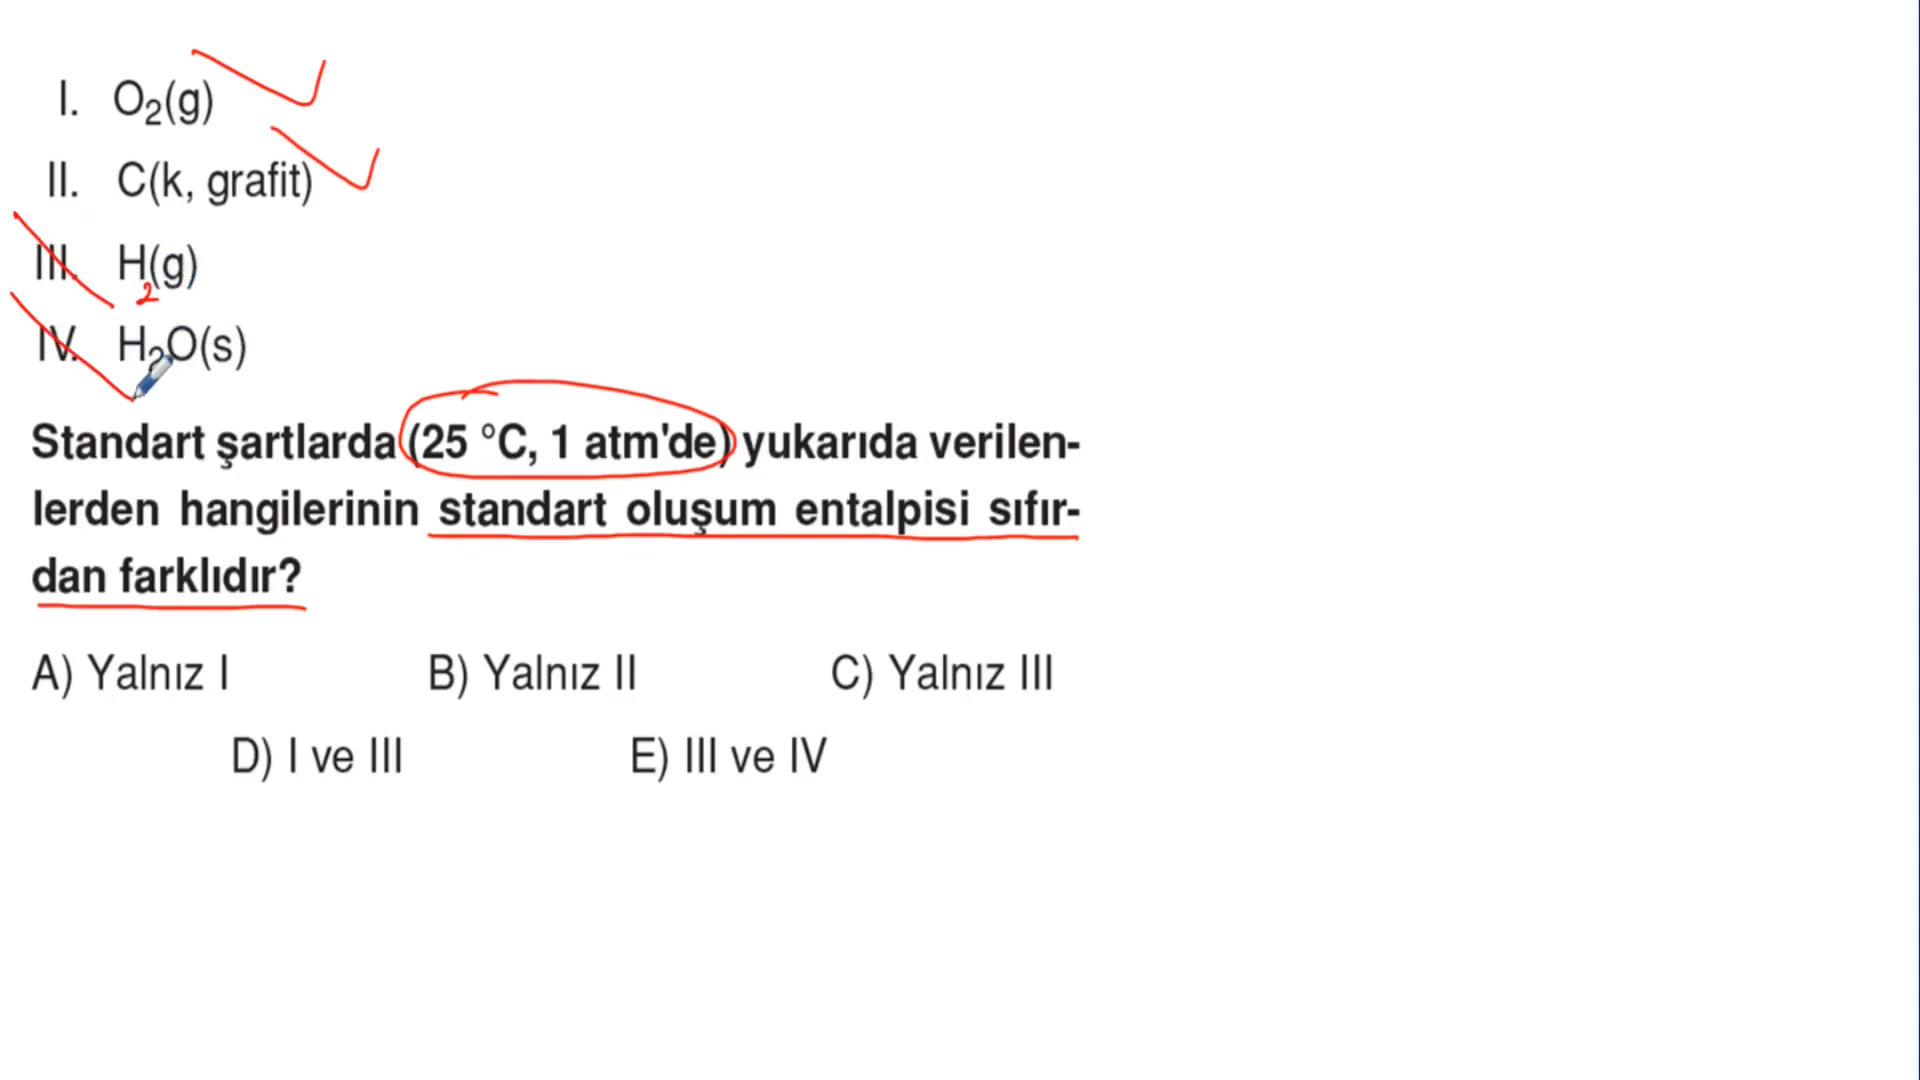 I. O₂(g)
II. C(k, grafit)
III. H(g)
2
IV. H₂O(s)
Standart şartlarda (25 °C, 1 atm'de) yukarıda verilen-
lerden hangilerinin standart oluşum entalpisi sıfır-
dan farklıdır?
A) Yalnız I B) Yalnız II C) Yalnız III
D) I ve III E) III ve IV